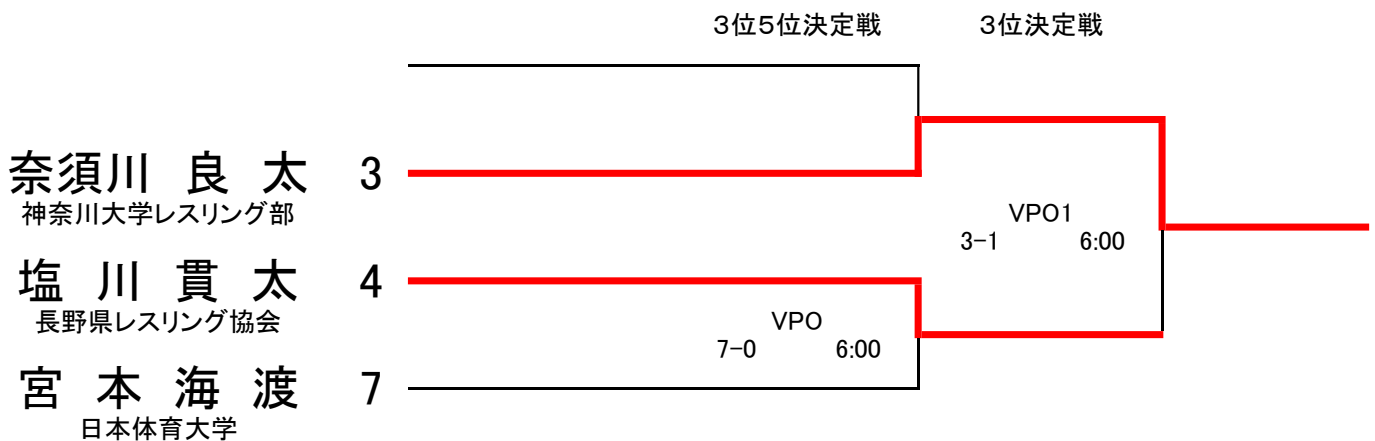 3位5位決定戦 3位決定戦
奈須川 良 太 3
神奈川大学レスリング部
VPO1
3-1 6:00
塩 川 貫 太 4
長野県レスリング協会
VPO
7-0 6:00
宮 本 海 渡 7
日本体育大学